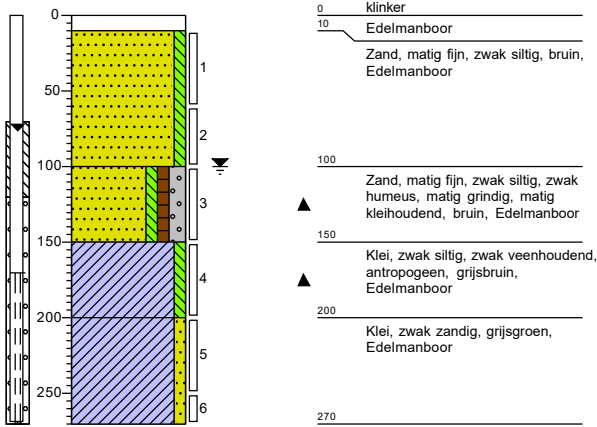 0
klinker
10
Edelmanboor
Zand, matig fijn, zwak siltig, bruin,
Edelmanboor
1
50
2
100
100
Zand, matig fijn, zwak siltig, zwak
humeus, matig grindig, matig
kleihoudend, bruin, Edelmanboor
3
150
150
Klei, zwak siltig, zwak veenhoudend,
antropogeen, grijsbruin,
Edelmanboor
4
200
200
Klei, zwak zandig, grijsgroen,
Edelmanboor
5
250
6
270
0